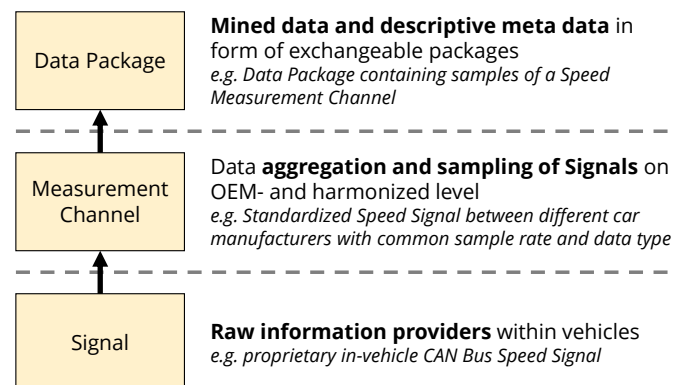 Data Package
Mined data and descriptive meta data in
form of exchangeable packages
e.g. Data Package containing samples of a Speed
Measurement Channel
Measurement
Channel
Data aggregation and sampling of Signals on
OEM- and harmonized level
e.g. Standardized Speed Signal between different car
manufacturers with common sample rate and data type
Signal
Raw information providers within vehicles
e.g. proprietary in-vehicle CAN Bus Speed Signal